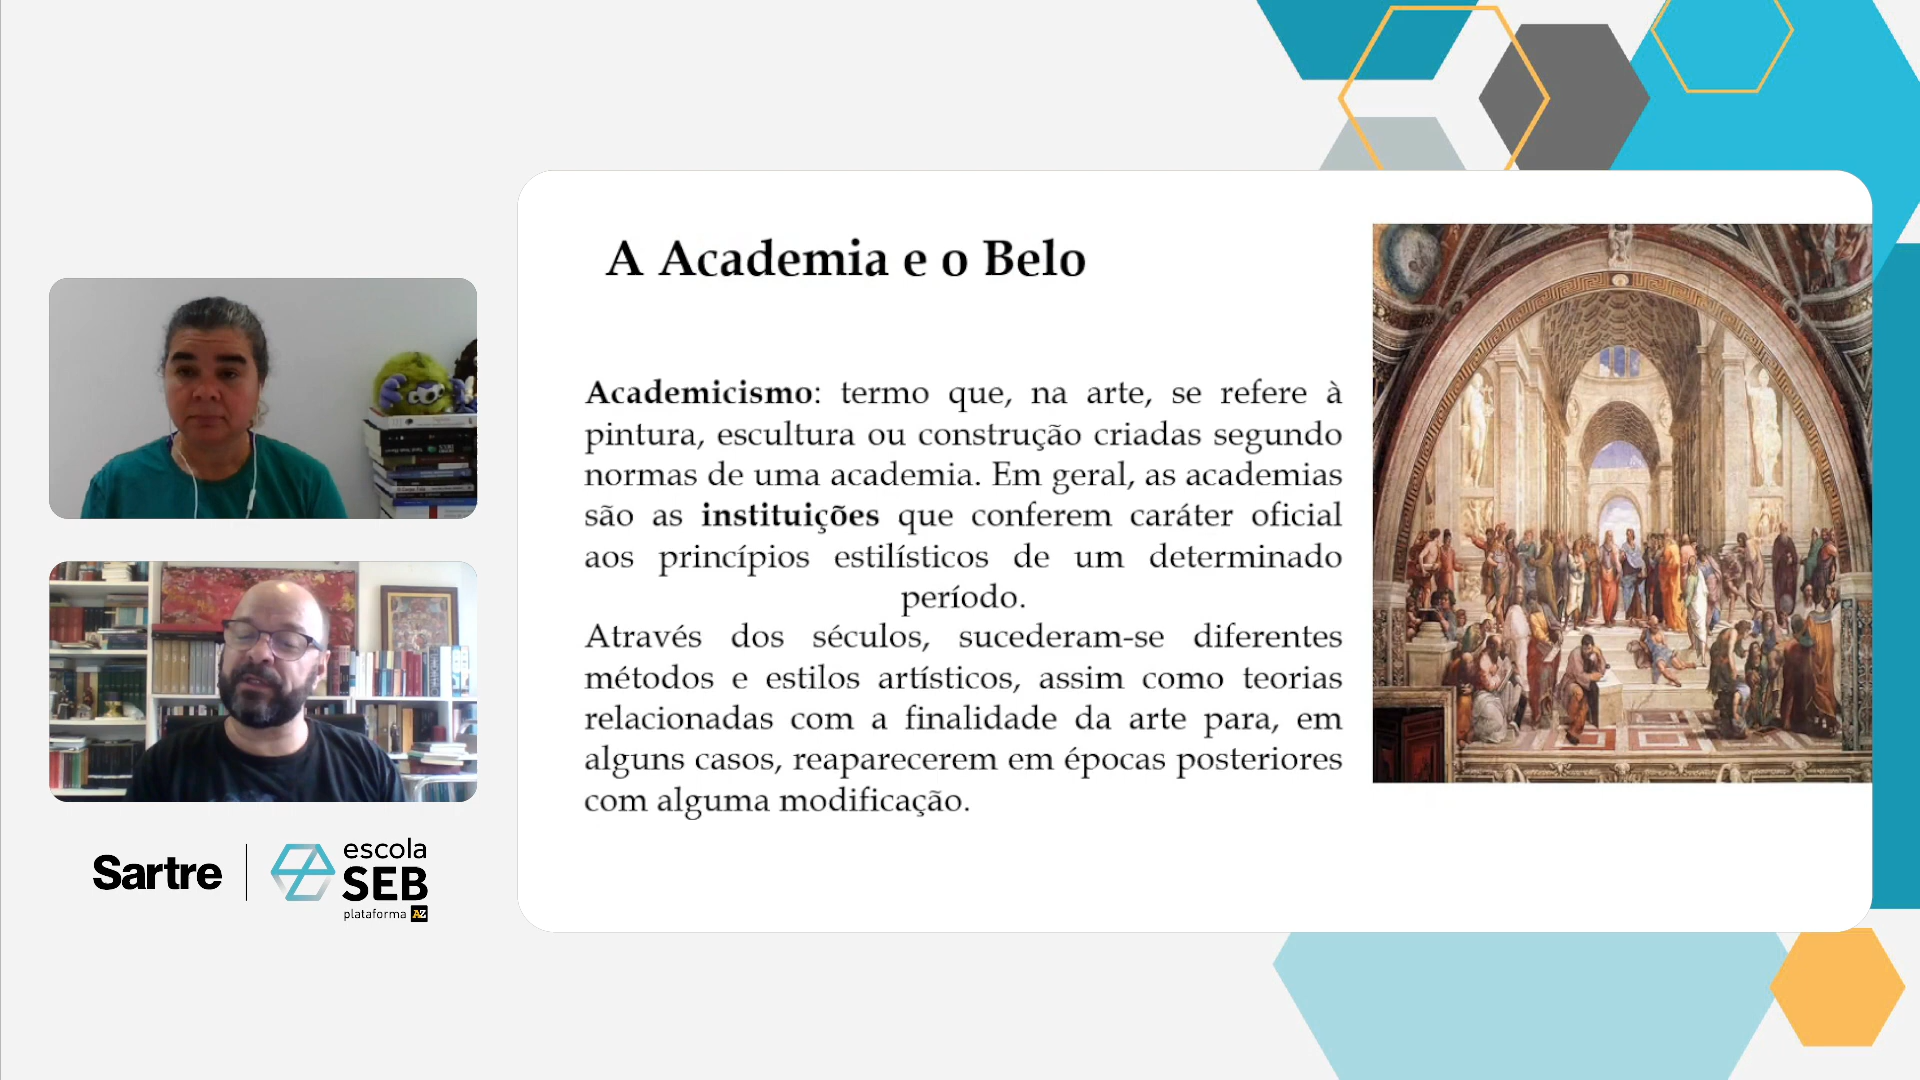 A Academia e o Belo
Academicismo: termo que, na arte, se refere à
pintura, escultura ou construção criadas segundo
normas de uma academia. Em geral, as academias
são as instituições que conferem caráter oficial
aos princípios estilísticos de um determinado
período.
Através dos séculos, sucederam-se diferentes
métodos e estilos artísticos, assim como teorias
relacionadas com a finalidade da arte para, em
alguns casos, reaparecerem em épocas posteriores
com alguma modificação.
Sartre
escola
SEB
plataforma AZ